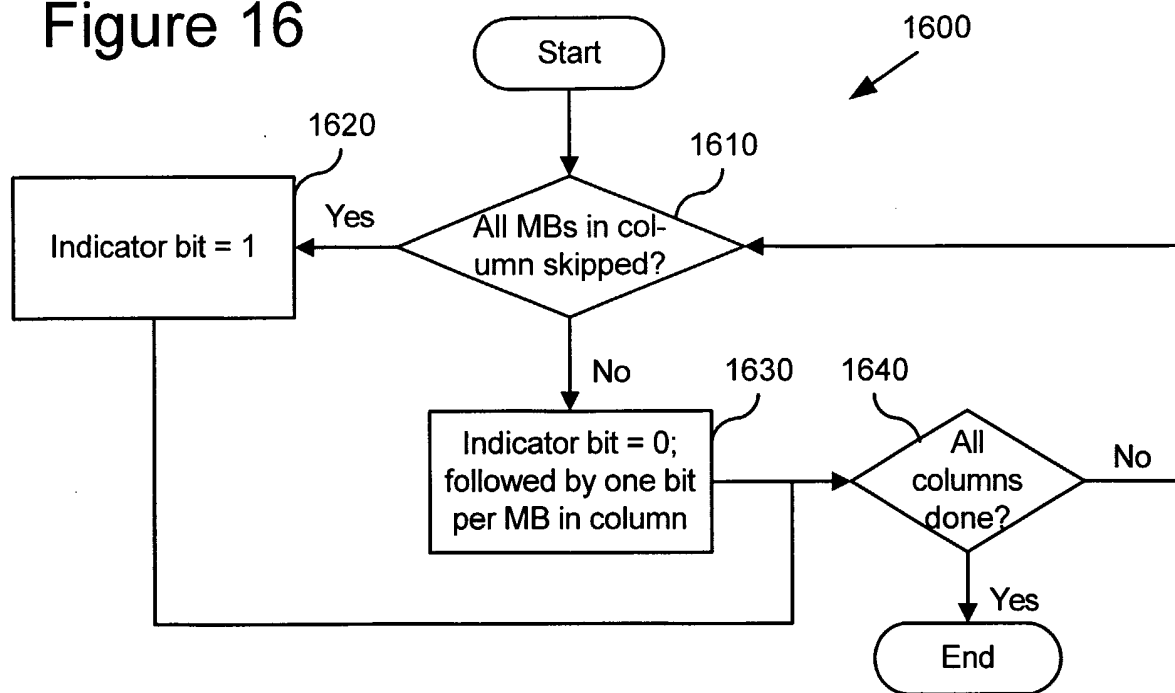 Figure 16
1600
Start
1620
1610
Yes
All MBs in col-
umn skipped?
Indicator bit = 1
No
1630
1640
Indicator bit = 0;
followed by one bit
per MB in column
All
columns
done?
No
Yes
End